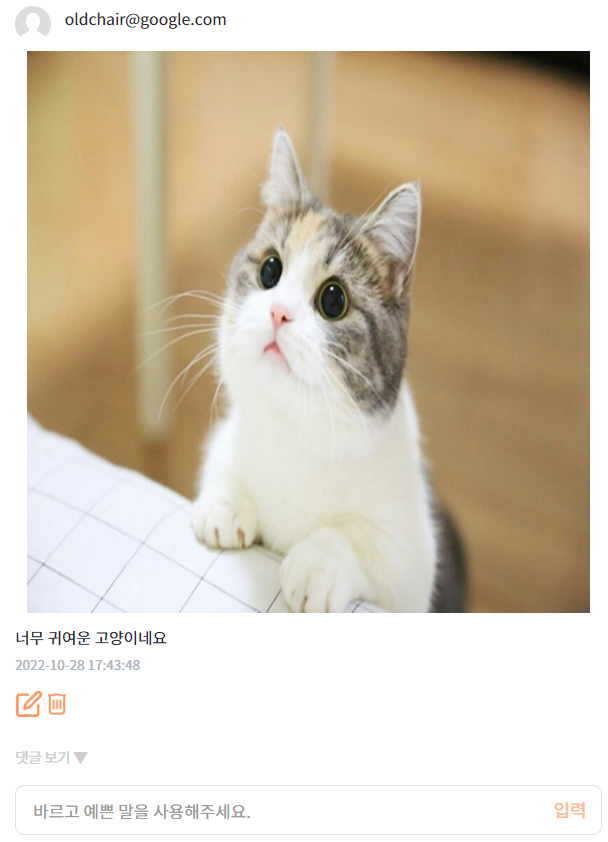 oldchair@google.com
너무 귀여운 고양이네요
2022-10-28 17:43:48
댓글 보기 ▼
바르고 예쁜 말을 사용해주세요. 입력